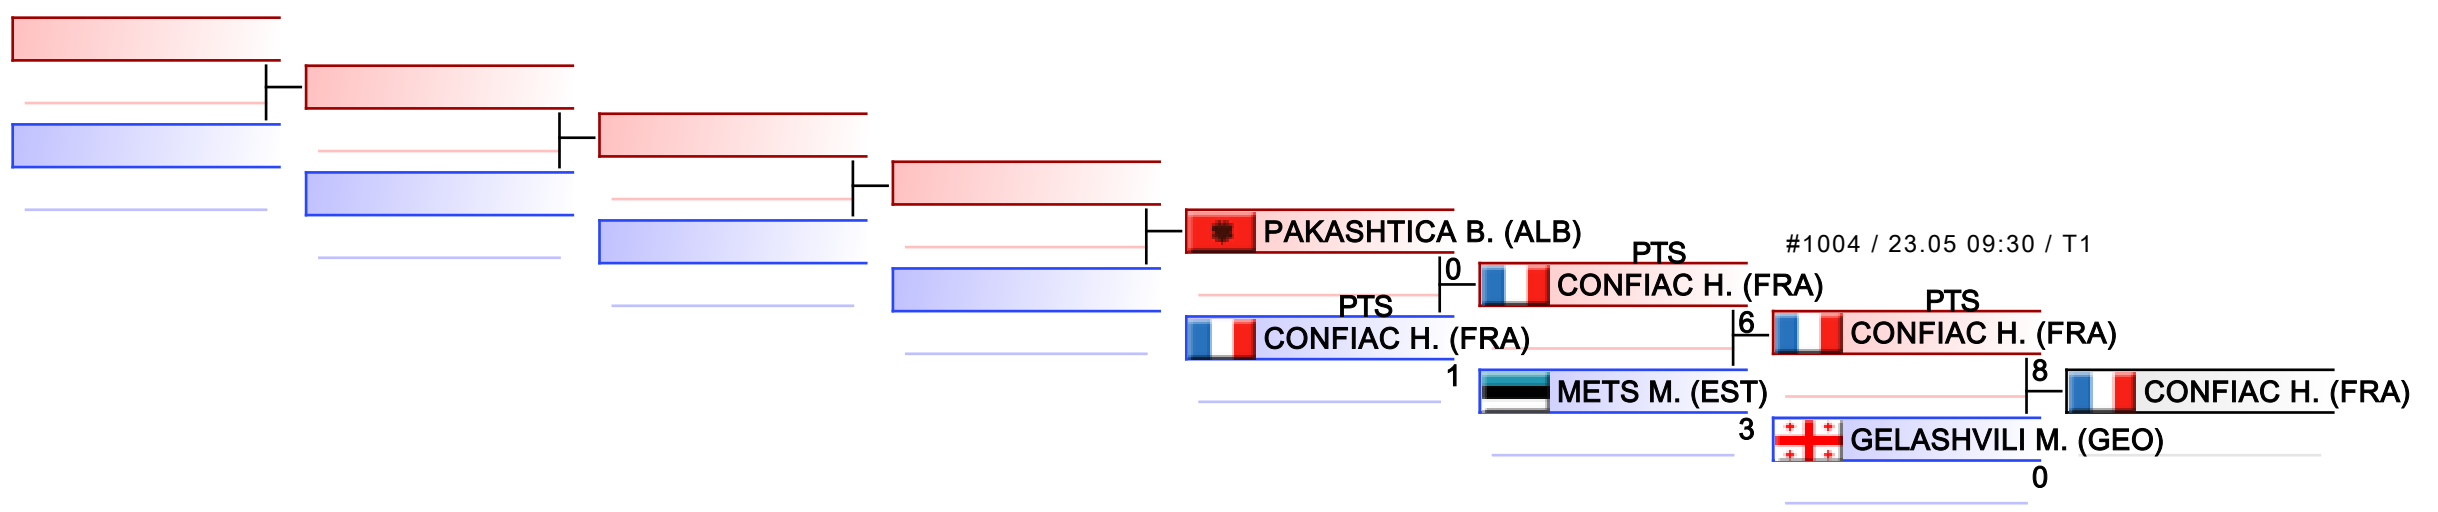 PAKASHTICA B. (ALB)
0
PTS
CONFIAC H. (FRA)
1
PTS
CONFIAC H. (FRA)
6
METS M. (EST)
3
#1004 / 23.05 09:30 / T1
PTS
CONFIAC H. (FRA)
8
GELASHVILI M. (GEO)
0
CONFIAC H. (FRA)